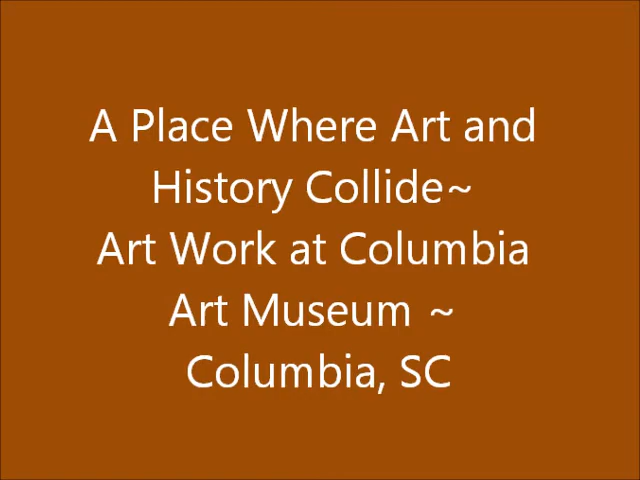 A Place Where Art and
History Collide~
Art Work at Columbia
Art Museum ~
Columbia, SC